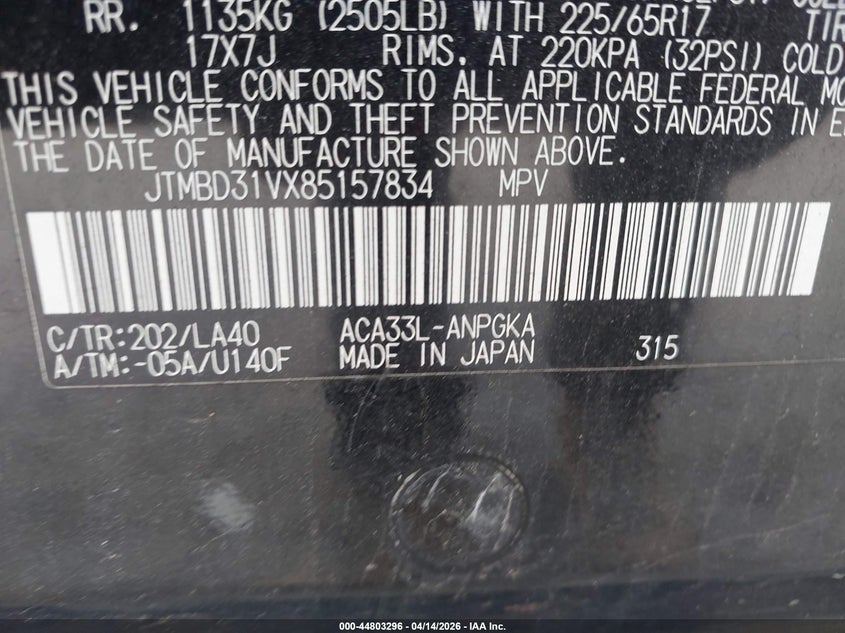 RR. 1135KG (2505LB) WITH 225/65R17
17X7J RIMS, AT 220KPA (32PSI) COLD
THIS VEHICLE CONFORMS TO ALL APPLICABLE FEDERAL
VEHICLE SAFETY AND THEFT PREVENTION STANDARDS IN
THE DATE OF MANUFACTURE SHOWN ABOVE.
JTMBD31VX85157834 MPV
C/TR:202/LA40 ACA33L-ANPGKA
A/TM:-05A/U140F MADE IN JAPAN 315
000-44803296 - 04/14/2026 - IAA Inc.